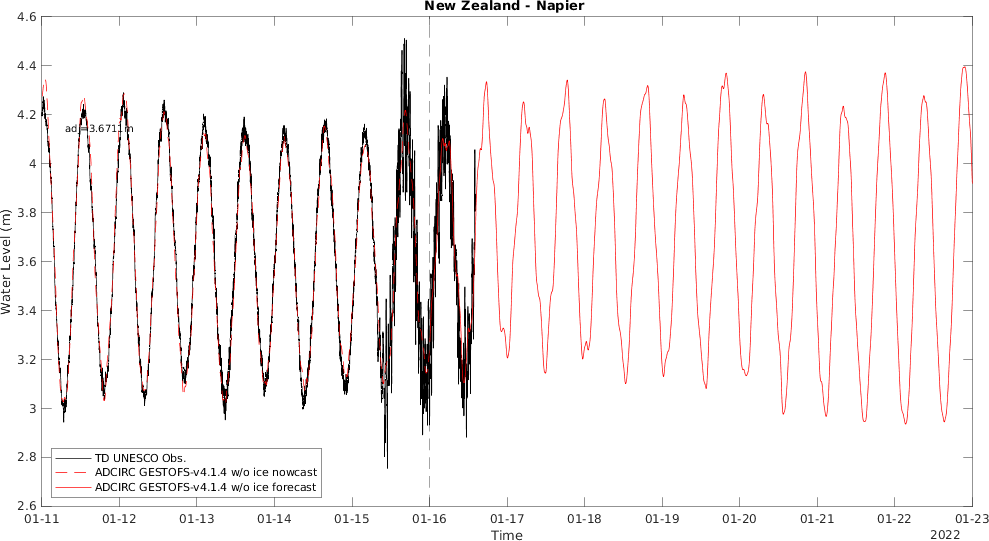 New Zealand - Napier
4.6
4.4
4.2
4
3.8
3.6
3.4
3.2
3
2.8
2.6
Water Level (m)
adj=3.6711m
TD UNESCO Obs.
ADCIRC GESTOFS-v4.1.4 w/o ice nowcast
ADCIRC GESTOFS-v4.1.4 w/o ice forecast
01-11 01-12 01-13 01-14 01-15 01-16 01-17 01-18 01-19 01-20 01-21 01-22 01-23
Time
2022